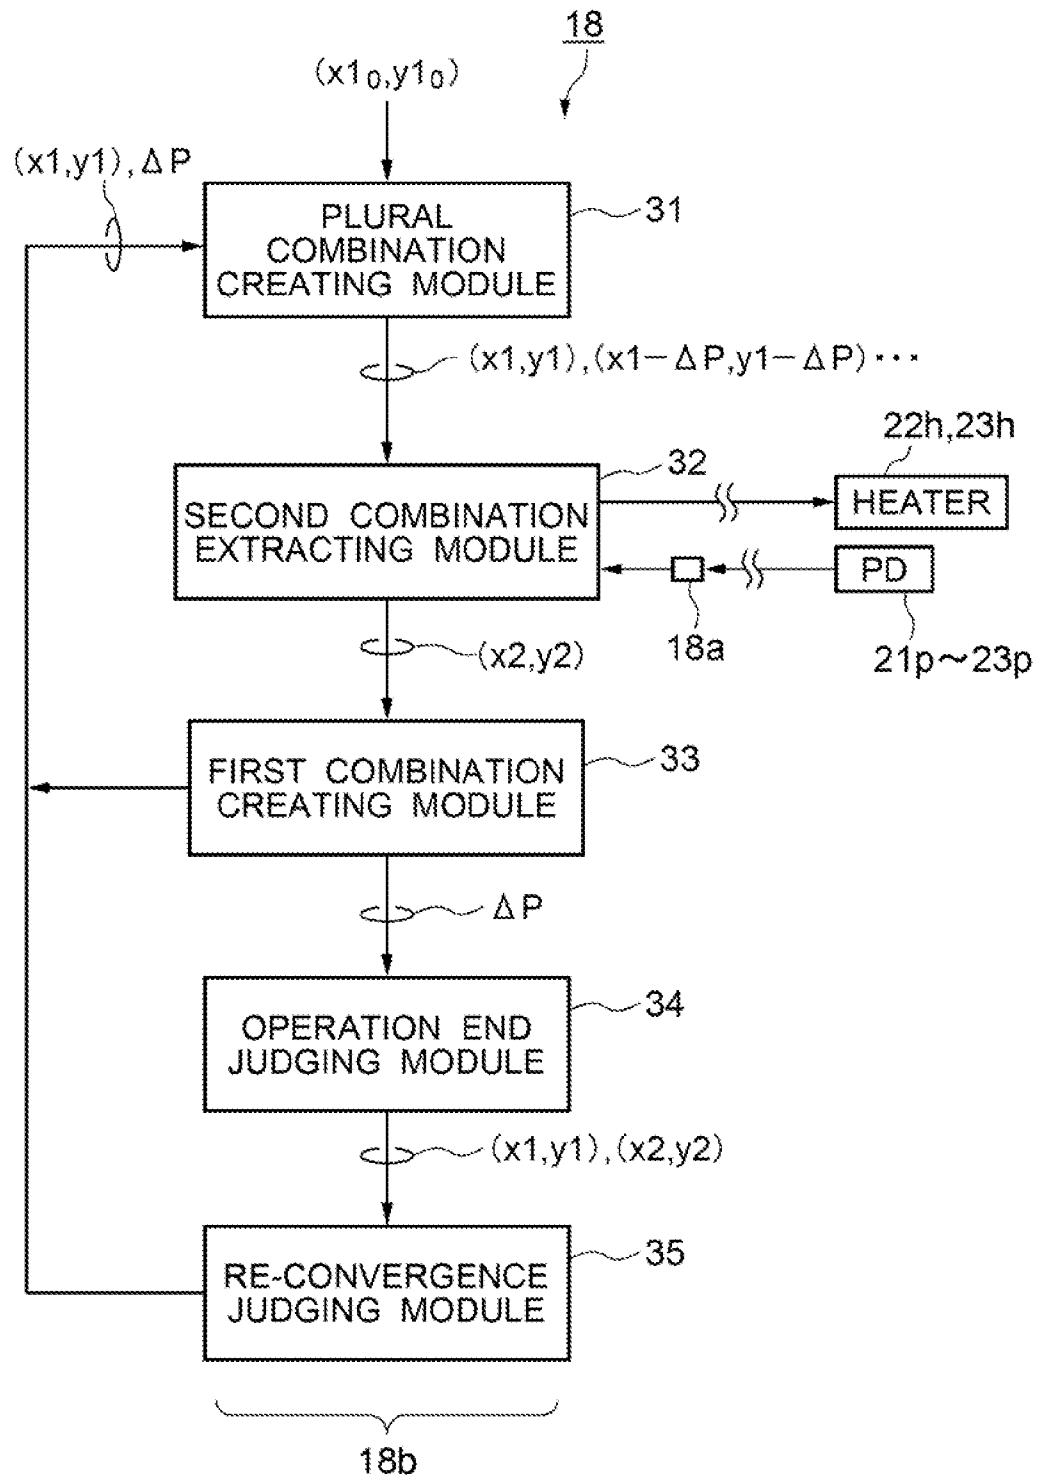 18
(x1₀,y1₀)
(x1,y1),ΔP
PLURAL
COMBINATION
CREATING MODULE
31
(x1,y1),(x1−ΔP,y1−ΔP)···
22h,23h
32
HEATER
SECOND COMBINATION
EXTRACTING MODULE
PD
18a
21p～23p
(x2,y2)
33
FIRST COMBINATION
CREATING MODULE
ΔP
34
OPERATION END
JUDGING MODULE
(x1,y1),(x2,y2)
35
RE-CONVERGENCE
JUDGING MODULE
18b